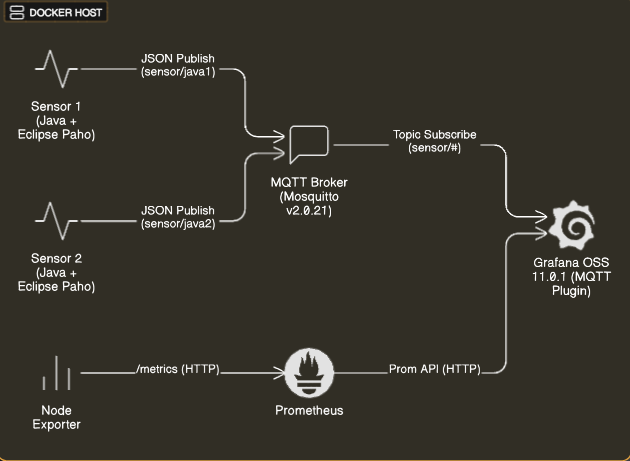 DOCKER HOST
JSON Publish
(sensor/java1)
Sensor 1
(Java +
Eclipse Paho)
Topic Subscribe
(sensor/#)
MQTT Broker
(Mosquitto
v2.0.21)
JSON Publish
(sensor/java2)
Sensor 2
(Java +
Eclipse Paho)
Grafana OSS
11.0.1 (MQTT
Plugin)
/metrics (HTTP)
Prom API (HTTP)
Node
Exporter
Prometheus